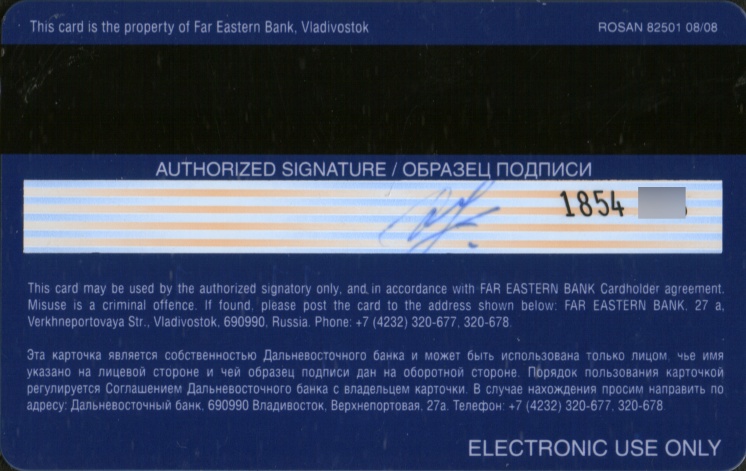 This card is the property of Far Eastern Bank, Vladivostok
ROSAN 82501 08/08
AUTHORIZED SIGNATURE / ОБРАЗЕЦ ПОДПИСИ
1854
This card may be used by the authorized signatory only, and, in accordance with FAR EASTERN BANK Cardholder agreement.
Misuse is a criminal offence. If found, please post the card to the address shown below: FAR EASTERN BANK, 27 a,
Verkhneportovaya Str., Vladivostok, 690990, Russia. Phone: +7 (4232) 320-677, 320-678.
Эта карточка является собственностью Дальневосточного банка и может быть использована только лицом, чье имя
указано на лицевой стороне и чей образец подписи дан на оборотной стороне. Порядок пользования карточкой
регулируется Соглашением Дальневосточного банка с владельцем карточки. В случае нахождения просим направить по
адресу: Дальневосточный банк, 690990 Владивосток, Верхнепортовая, 27а. Телефон: +7 (4232) 320-677, 320-678
ELECTRONIC USE ONLY